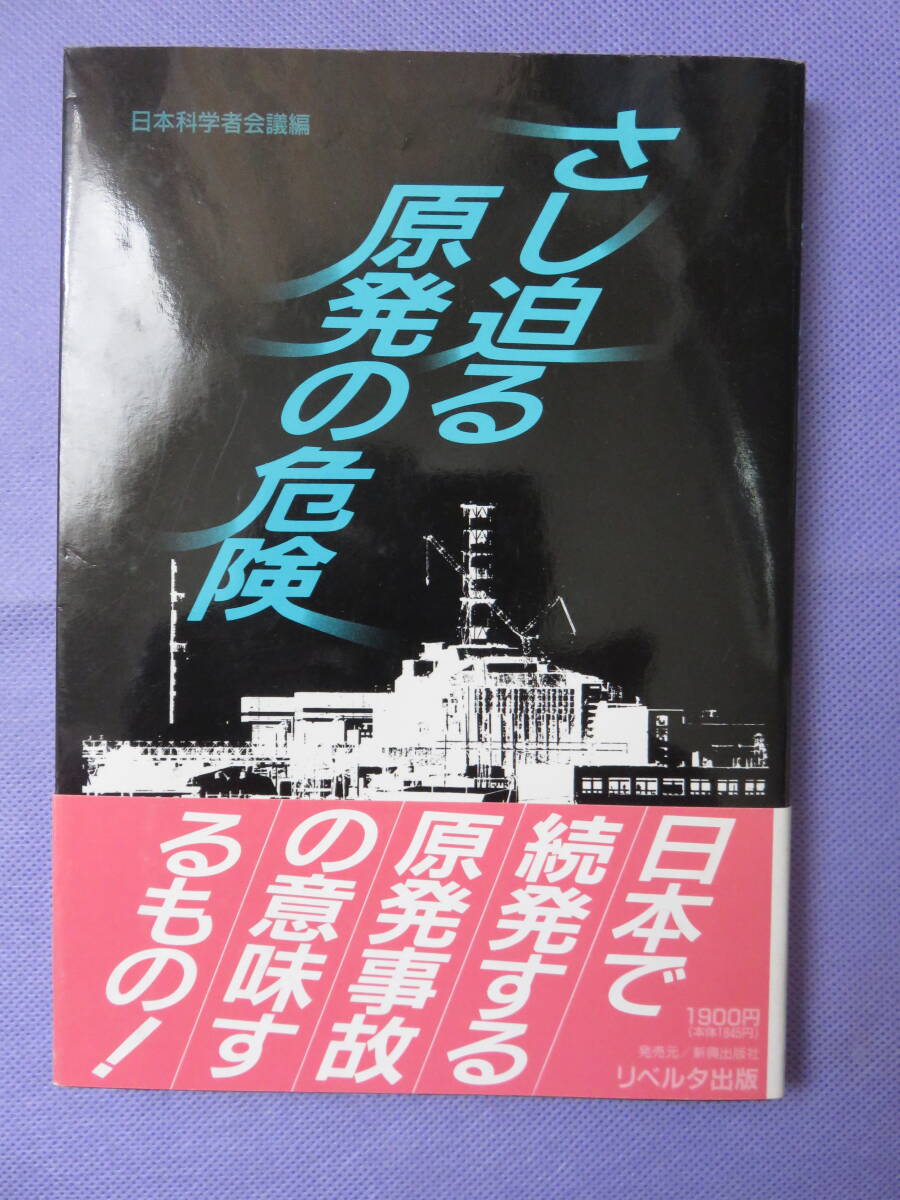 日本科学者会議編
さし迫る
原発の危険
日本で
続発する
原発事故
の意味す
るもの!
1900円
(本体1845円)
発売元/新興出版社
リベルタ出版